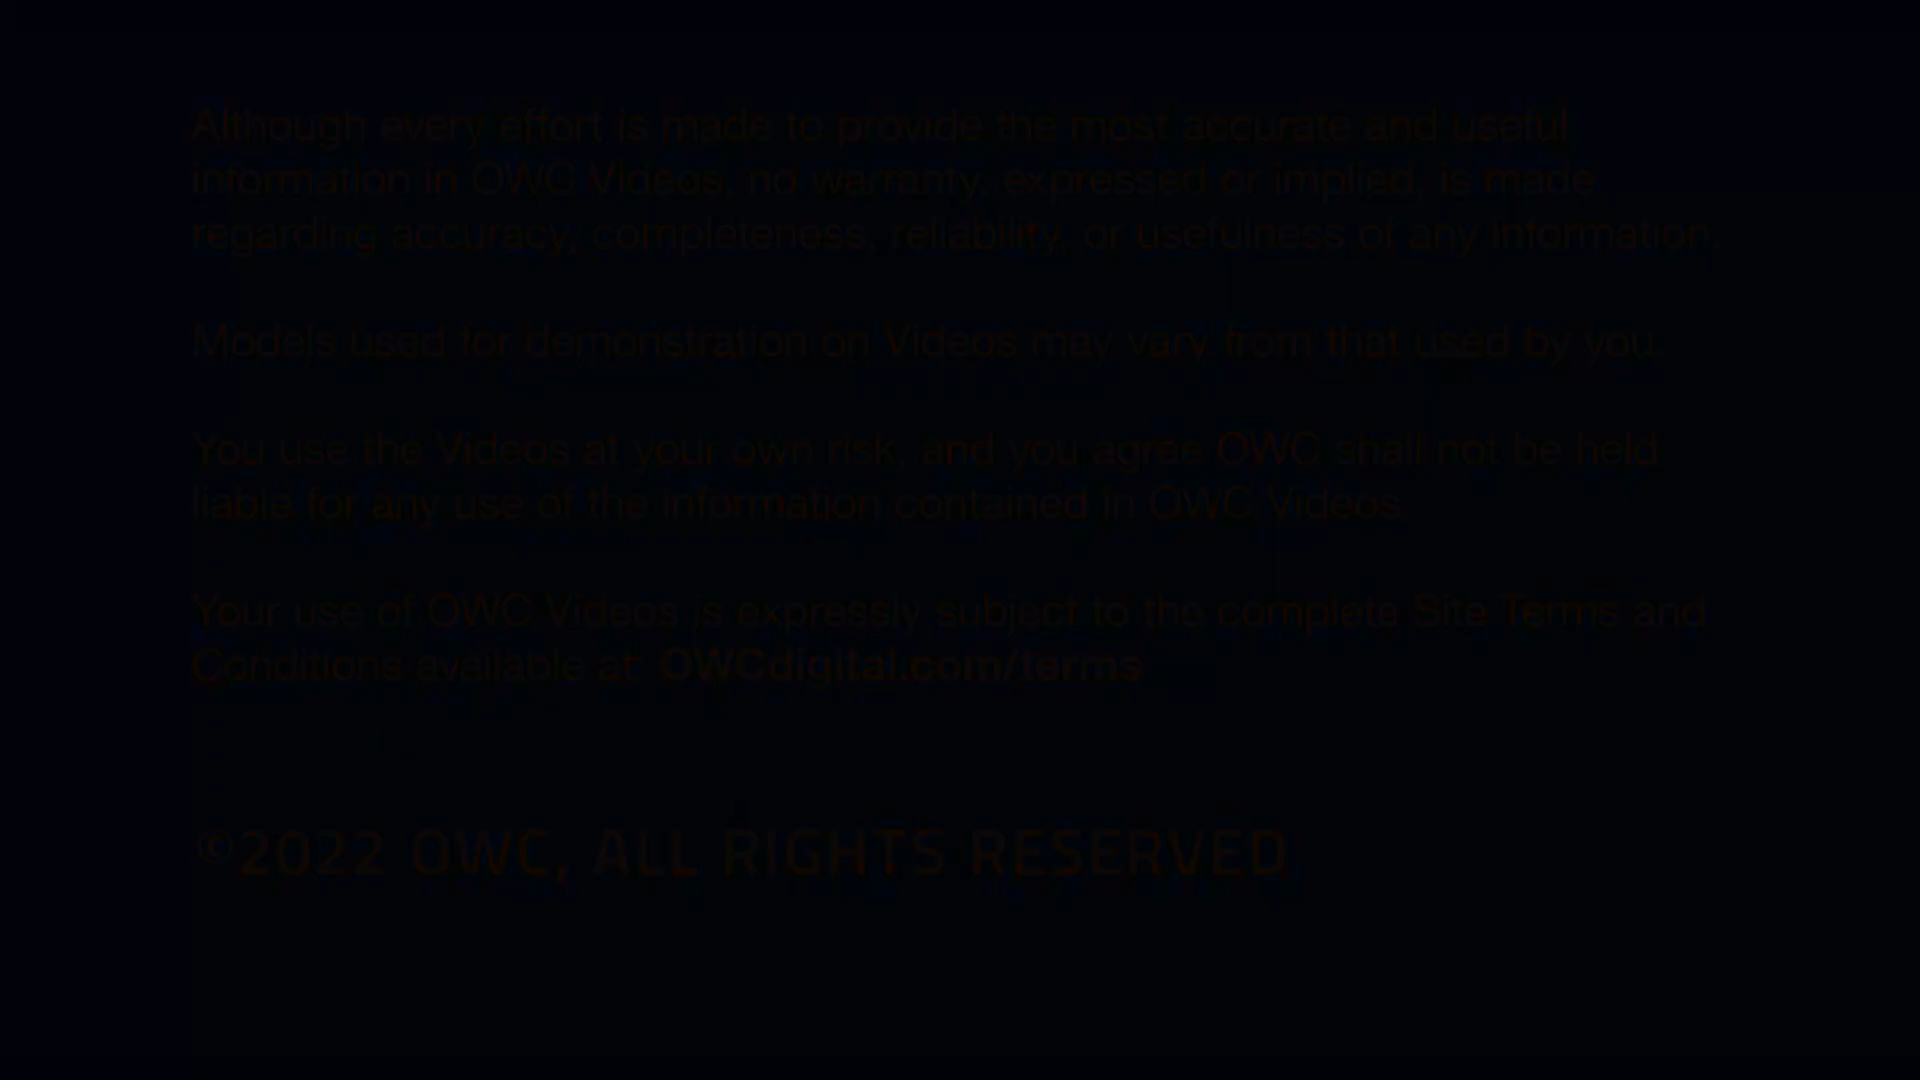 Although every effort is made to provide the most accurate and useful
information in OWC Videos, no warranty, expressed or implied, is made
regarding accuracy, completeness, reliability, or usefulness of any information.
Models used for demonstration on Videos may vary from that used by you.
You use the Videos at your own risk, and you agree OWC shall not be held
liable for any use of the information contained in OWC Videos.
Your use of OWC Videos is expressly subject to the complete Site Terms and
Conditions available at: OWCdigital.com/terms
©2022 OWC, ALL RIGHTS RESERVED